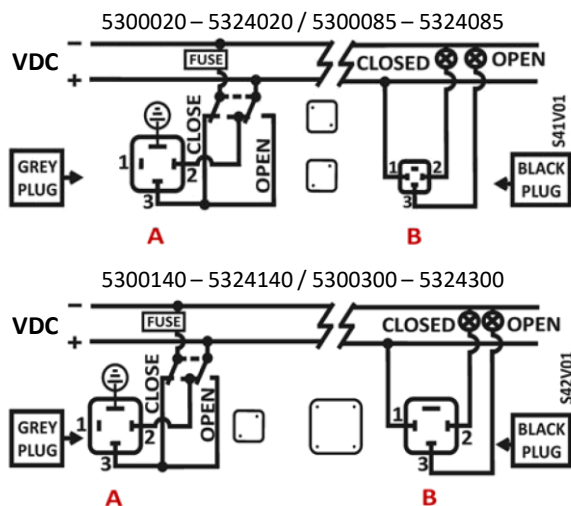 5300020 – 5324020 / 5300085 – 5324085
VDC
–
+
FUSE
CLOSE
OPEN
CLOSED
OPEN
S41V01
GREY
PLUG
1
2
3
1
2
3
BLACK
PLUG
A
B
5300140 – 5324140 / 5300300 – 5324300
VDC
–
+
FUSE
CLOSE
OPEN
CLOSED
OPEN
S42V01
GREY
PLUG
1
2
3
1
2
3
BLACK
PLUG
A
B